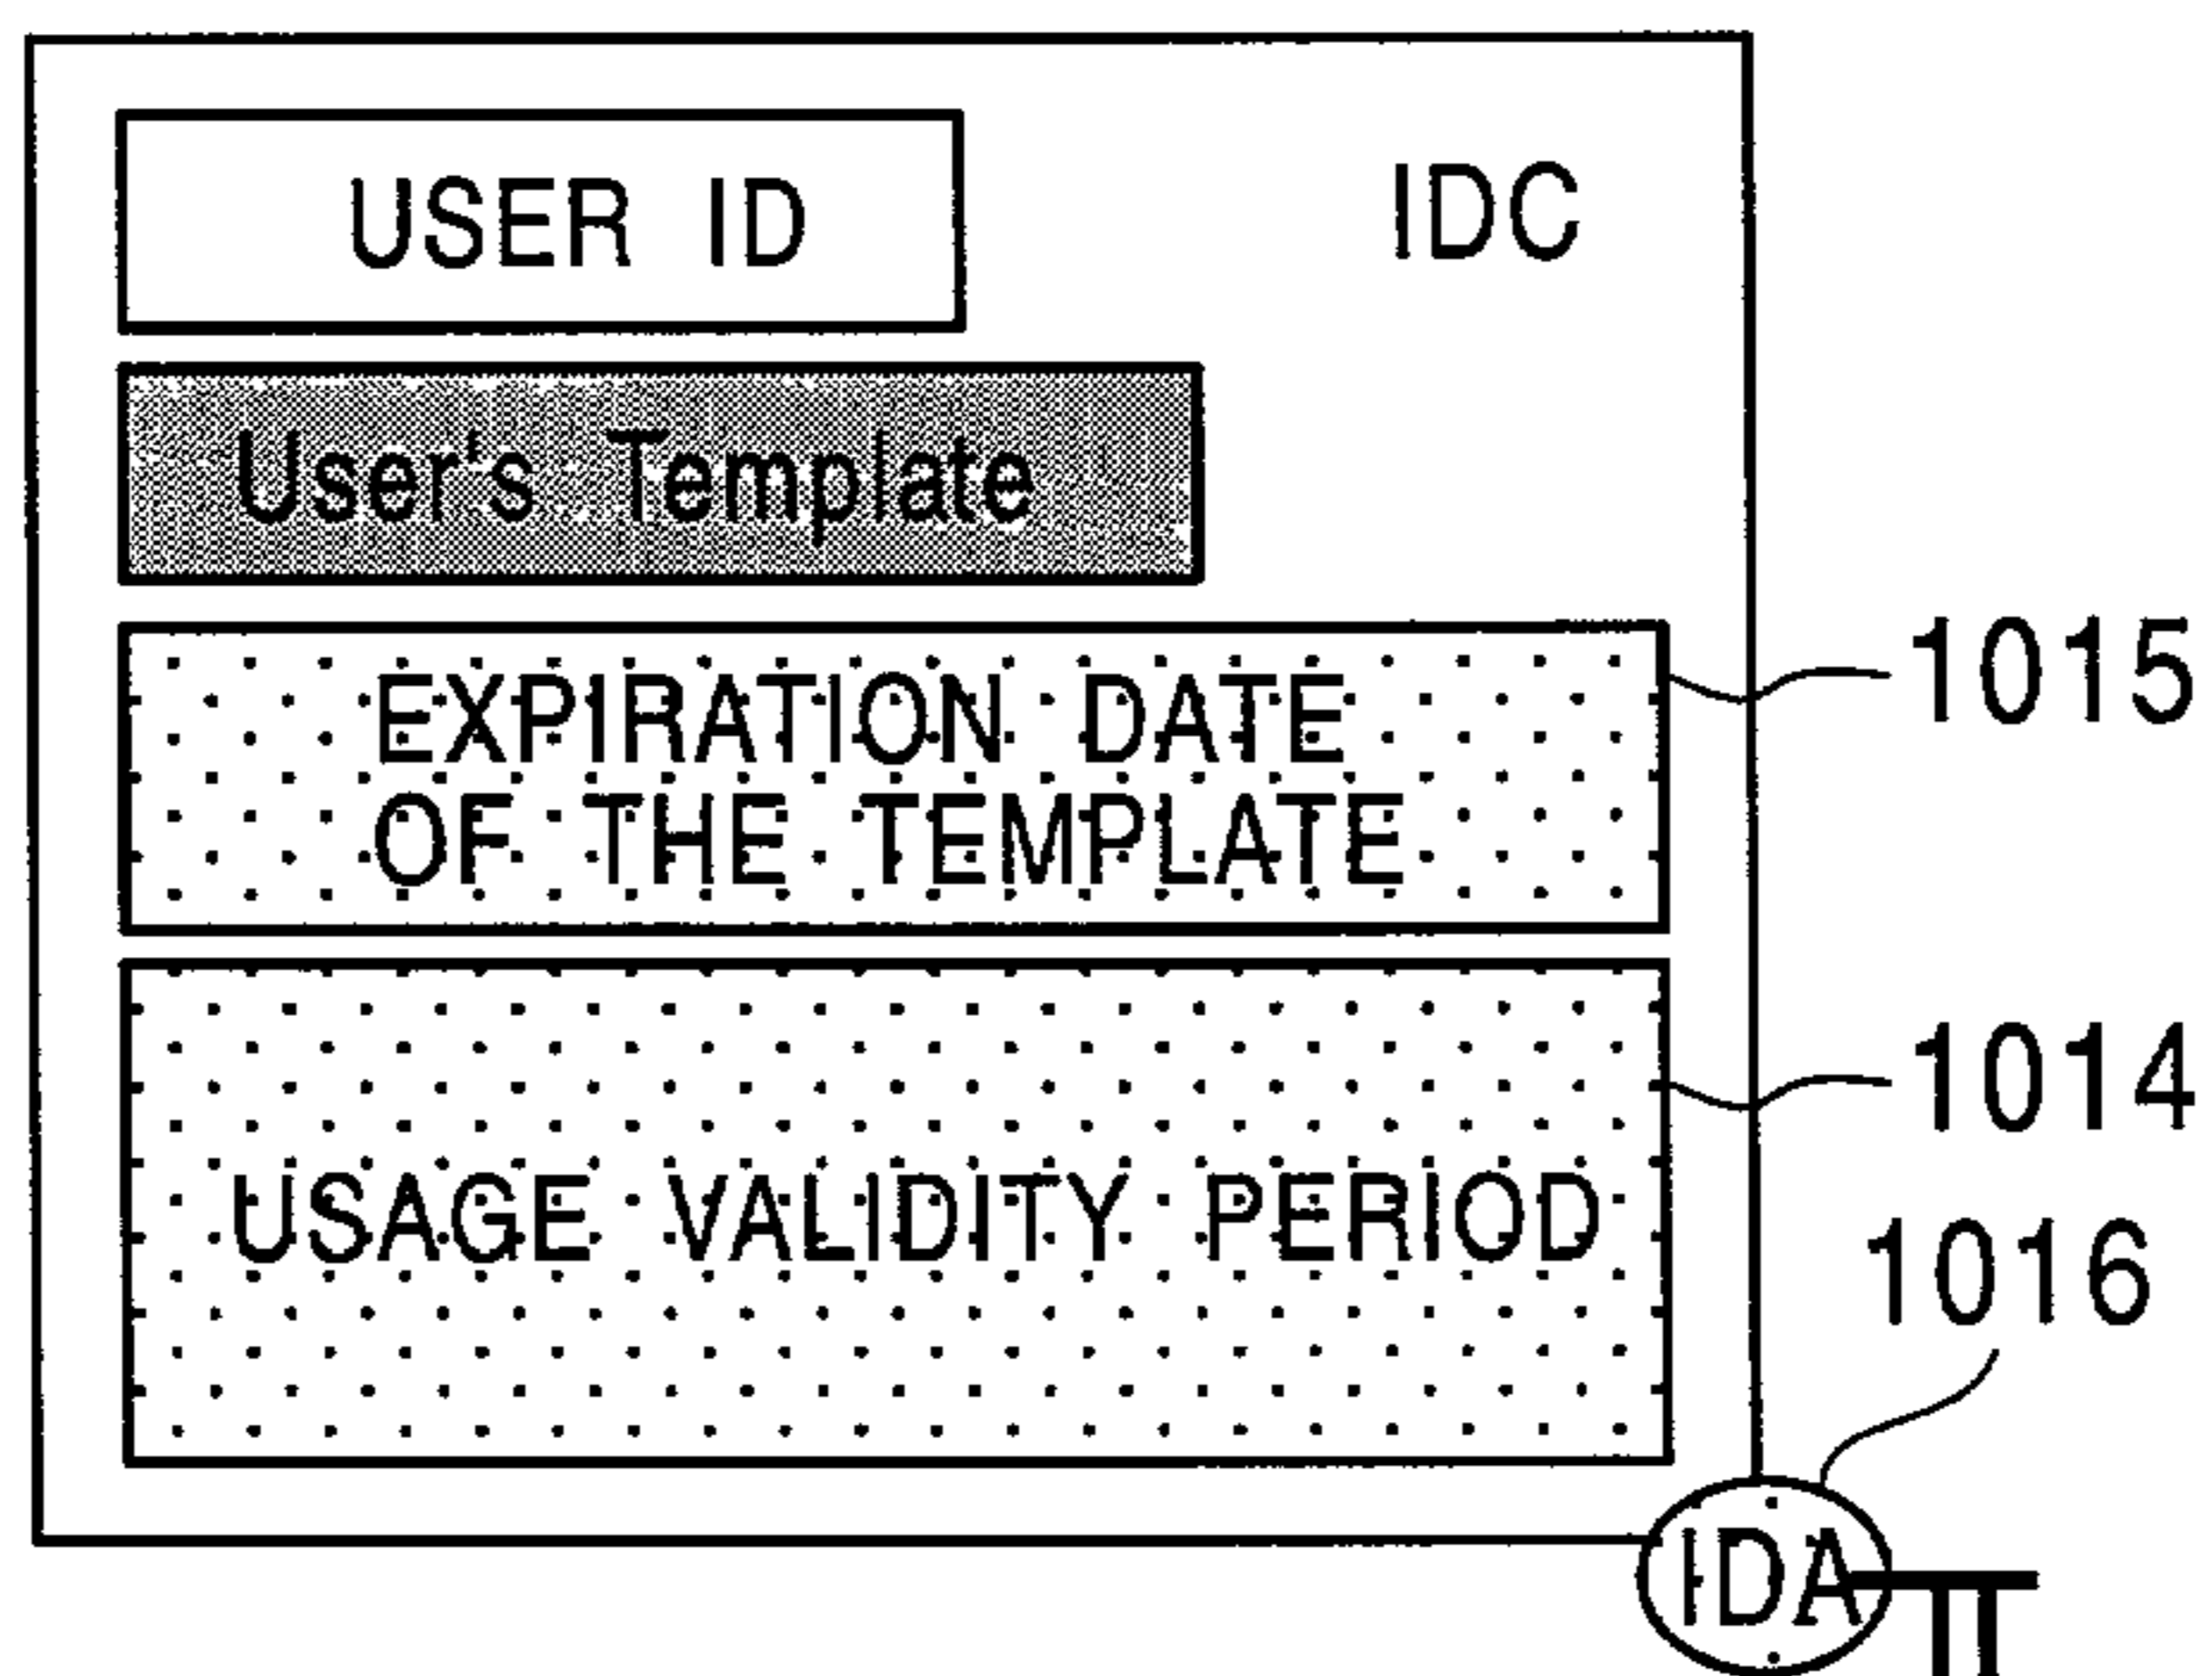 USER ID
IDC
User's Template
EXPIRATION DATE
OF THE TEMPLATE
1015
USAGE VALIDITY PERIOD
1014
1016
IDA